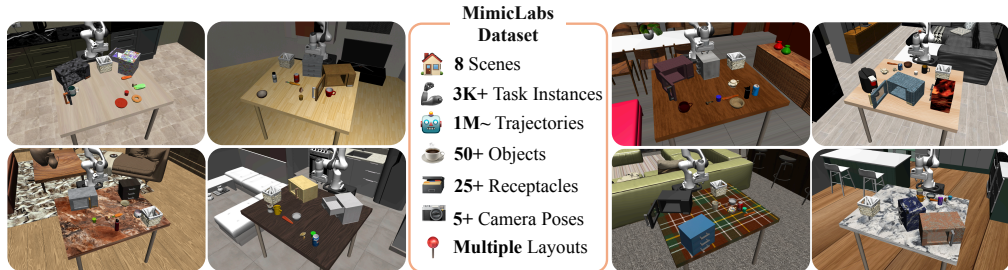 MimicLabs
Dataset
8 Scenes
3K+ Task Instances
1M~ Trajectories
50+ Objects
25+ Receptacles
5+ Camera Poses
Multiple Layouts